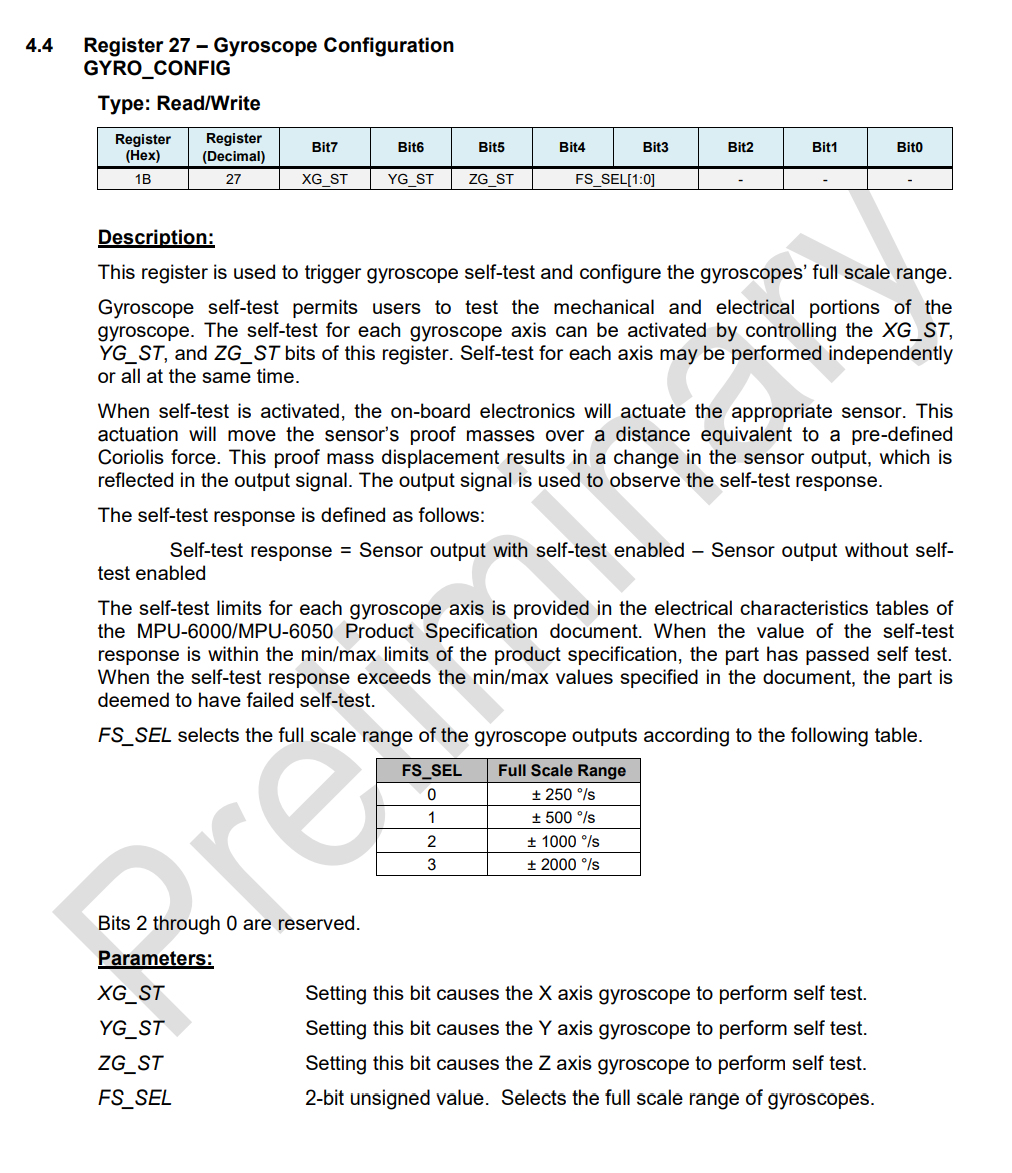 4.4 Register 27 – Gyroscope Configuration
GYRO_CONFIG
Type: Read/Write
Register (Hex) Register (Decimal) Bit7 Bit6 Bit5 Bit4 Bit3 Bit2 Bit1 Bit0
1B 27 XG_ST YG_ST ZG_ST FS_SEL[1:0] - - -
Description:
This register is used to trigger gyroscope self-test and configure the gyroscopes’ full scale range.
Gyroscope self-test permits users to test the mechanical and electrical portions of the
gyroscope. The self-test for each gyroscope axis can be activated by controlling the XG_ST,
YG_ST, and ZG_ST bits of this register. Self-test for each axis may be performed independently
or all at the same time.
When self-test is activated, the on-board electronics will actuate the appropriate sensor. This
actuation will move the sensor’s proof masses over a distance equivalent to a pre-defined
Coriolis force. This proof mass displacement results in a change in the sensor output, which is
reflected in the output signal. The output signal is used to observe the self-test response.
The self-test response is defined as follows:
Self-test response = Sensor output with self-test enabled – Sensor output without self-
test enabled
The self-test limits for each gyroscope axis is provided in the electrical characteristics tables of
the MPU-6000/MPU-6050 Product Specification document. When the value of the self-test
response is within the min/max limits of the product specification, the part has passed self test.
When the self-test response exceeds the min/max values specified in the document, the part is
deemed to have failed self-test.
FS_SEL selects the full scale range of the gyroscope outputs according to the following table.
FS_SEL Full Scale Range
0 ± 250 °/s
1 ± 500 °/s
2 ± 1000 °/s
3 ± 2000 °/s
Bits 2 through 0 are reserved.
Parameters:
XG_ST Setting this bit causes the X axis gyroscope to perform self test.
YG_ST Setting this bit causes the Y axis gyroscope to perform self test.
ZG_ST Setting this bit causes the Z axis gyroscope to perform self test.
FS_SEL 2-bit unsigned value. Selects the full scale range of gyroscopes.
Preliminary